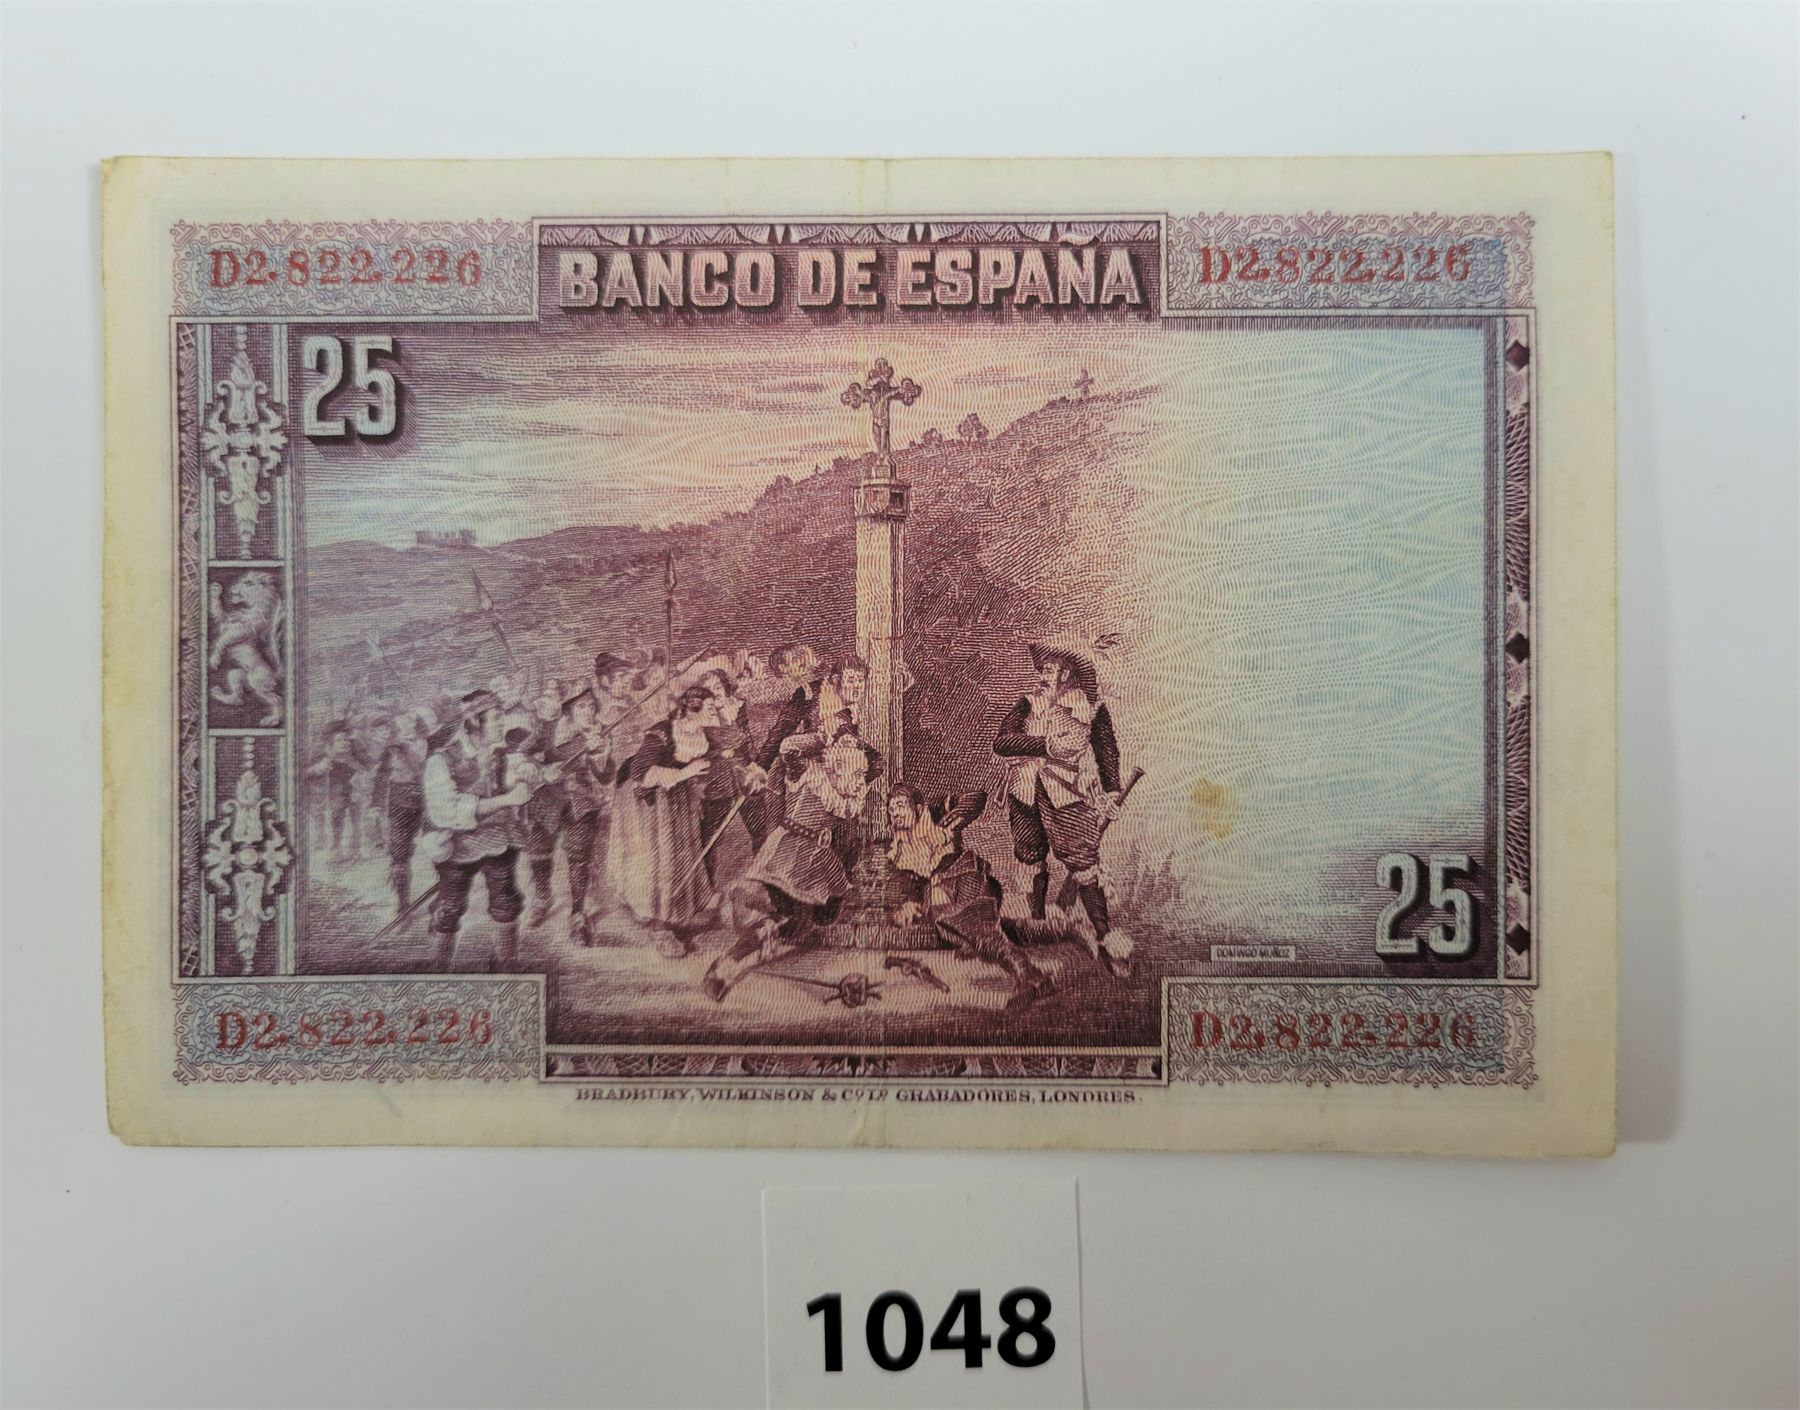 D2,822,226
BANCO DE ESPAÑA
D2,822,226
25
25
DOMINGO MUÑOZ
D2,822,226
D2,822,226
BRADBURY, WILKINSON & Cº Lᴰ GRABADORES, LONDRES.
1048